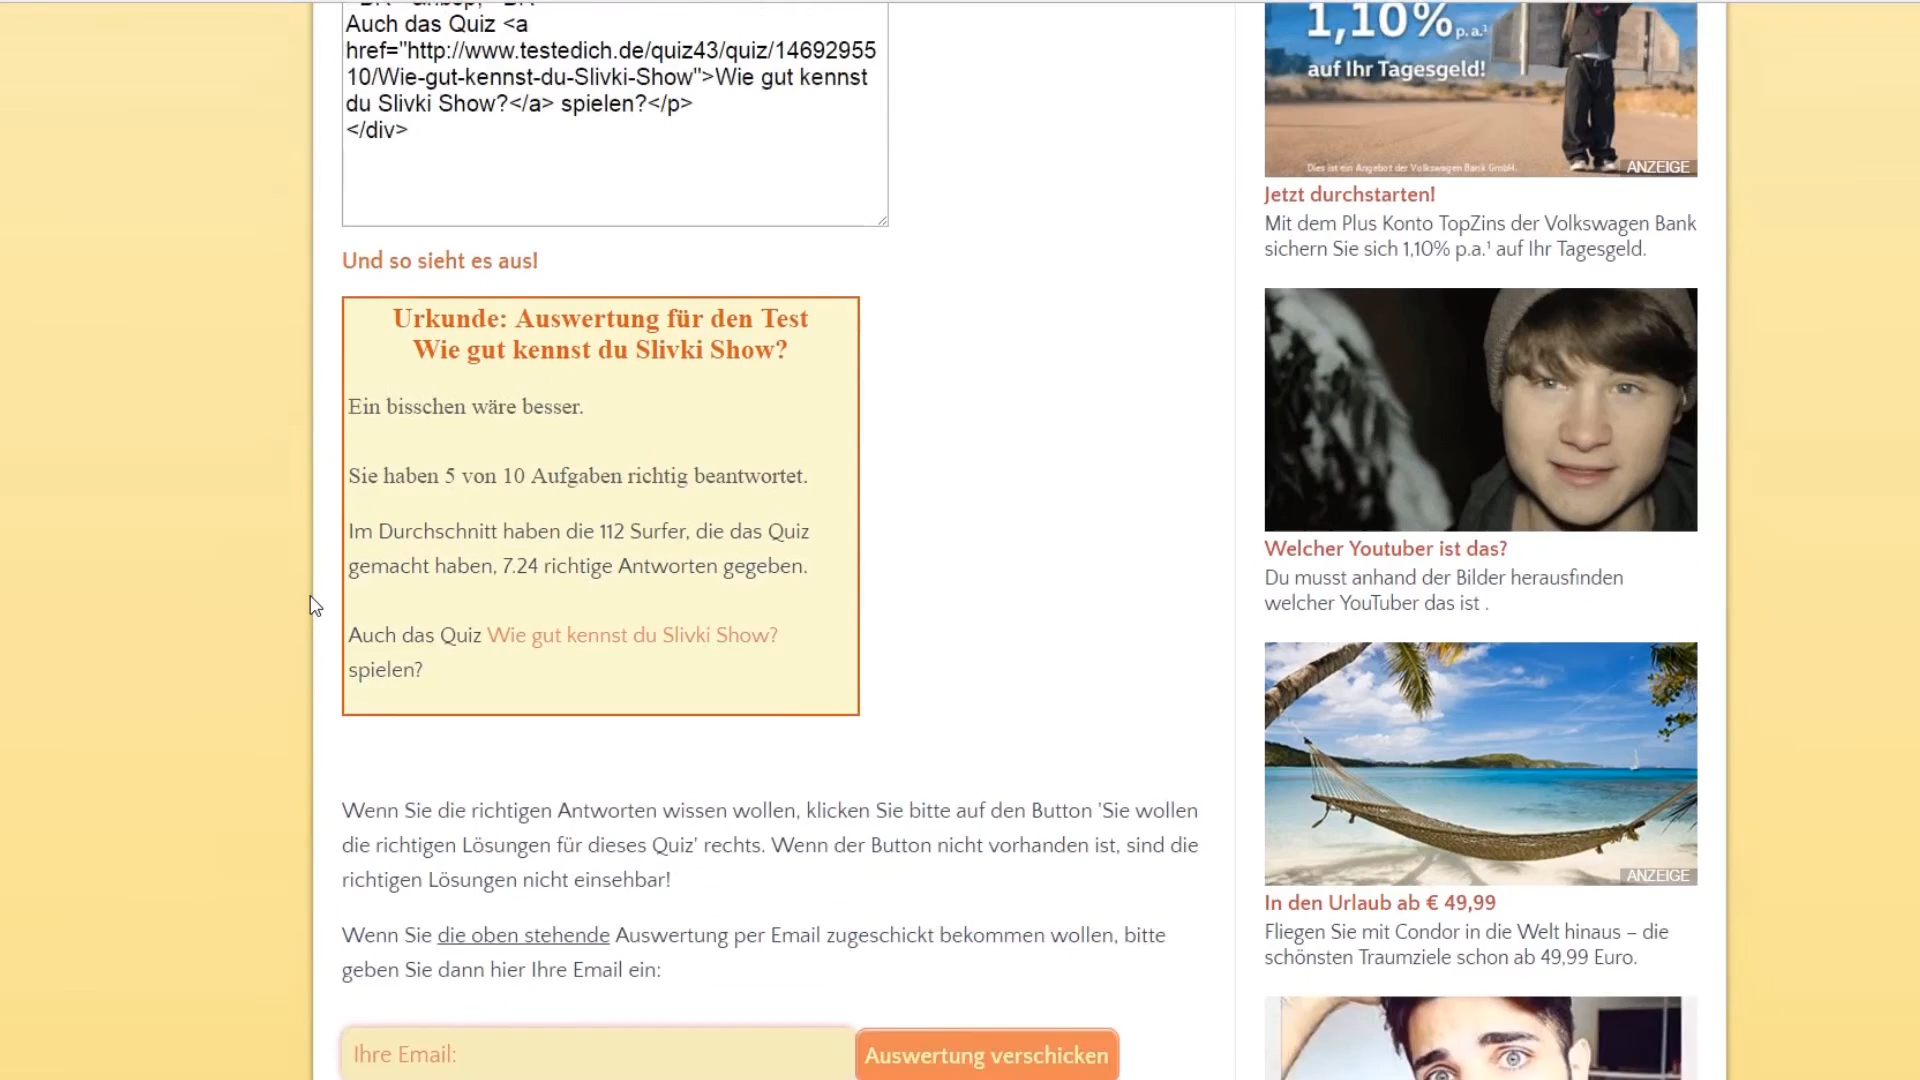 Auch das Quiz <a
href="http://www.testedich.de/quiz43/quiz/14692955
10/Wie-gut-kennst-du-Slivki-Show">Wie gut kennst
du Slivki Show?</a> spielen?</p>
</div>
Und so sieht es aus!
Urkunde: Auswertung für den Test
Wie gut kennst du Slivki Show?
Ein bisschen wäre besser.
Sie haben 5 von 10 Aufgaben richtig beantwortet.
Im Durchschnitt haben die 112 Surfer, die das Quiz
gemacht haben, 7.24 richtige Antworten gegeben.
Auch das Quiz Wie gut kennst du Slivki Show?
spielen?
Wenn Sie die richtigen Antworten wissen wollen, klicken Sie bitte auf den Button 'Sie wollen
die richtigen Lösungen für dieses Quiz' rechts. Wenn der Button nicht vorhanden ist, sind die
richtigen Lösungen nicht einsehbar!
Wenn Sie die oben stehende Auswertung per Email zugeschickt bekommen wollen, bitte
geben Sie dann hier Ihre Email ein:
Ihre Email:
Auswertung verschicken
1,10% p.a.¹
auf Ihr Tagesgeld!
Dies ist ein Angebot der Volkswagen Bank GmbH.
ANZEIGE
Jetzt durchstarten!
Mit dem Plus Konto TopZins der Volkswagen Bank
sichern Sie sich 1,10% p.a.¹ auf Ihr Tagesgeld.
Welcher Youtuber ist das?
Du musst anhand der Bilder herausfinden
welcher YouTuber das ist .
ANZEIGE
In den Urlaub ab € 49,99
Fliegen Sie mit Condor in die Welt hinaus – die
schönsten Traumziele schon ab 49,99 Euro.